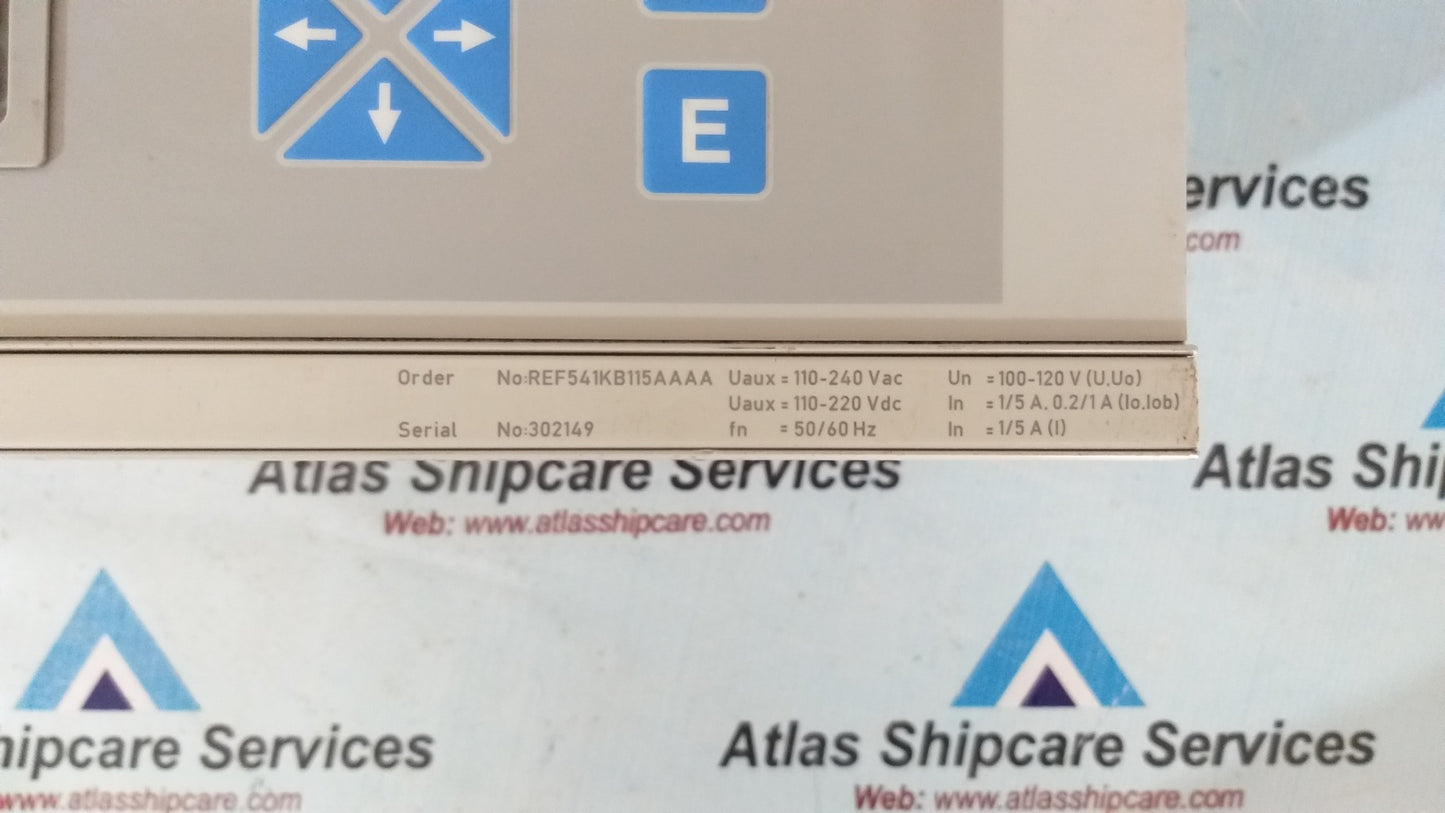 E
ervices
com
Order No:REF541KB115AAAA Uaux = 110-240 Vac Un = 100-120 V (U,Uo)
Uaux = 110-220 Vdc In = 1/5 A, 0.2/1 A (Io,Iob)
Serial No:302149 fn = 50/60 Hz In = 1/5 A (I)
Atlas Shipcare Services
Web: www.atlasshipcare.com
Atlas Ship
Web: ww
hipcare Services
www.atlasshipcare.com
Atlas Shipcare Services
Web: www.atlasshipcare.com